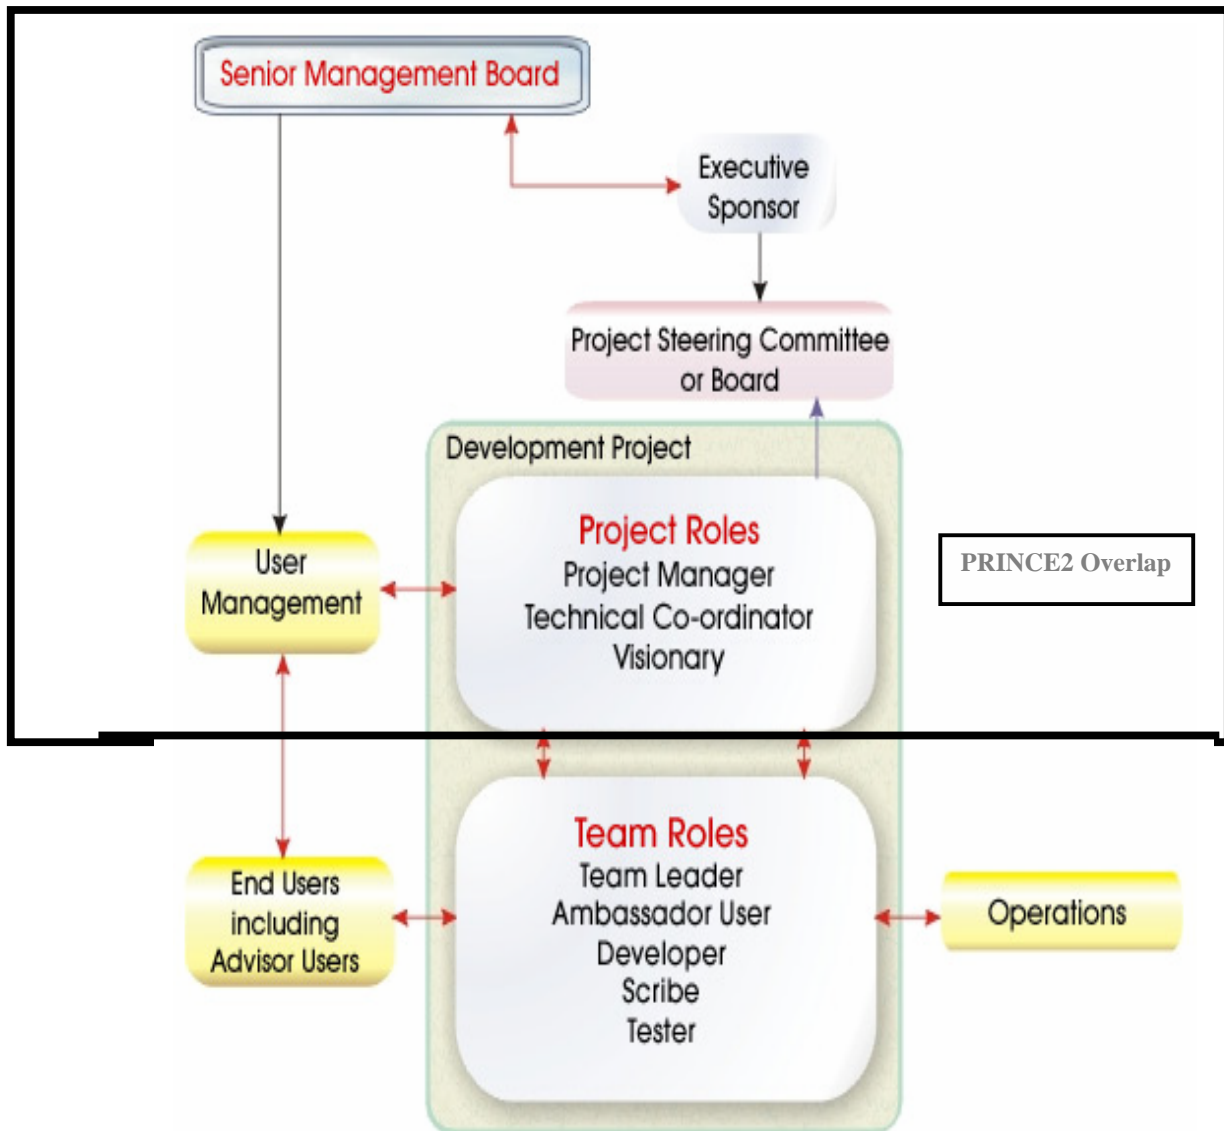 Senior Management Board
Executive
Sponsor
Project Steering Committee
or Board
Development Project
Project Roles
Project Manager
Technical Co-ordinator
Visionary
User
Management
PRINCE2 Overlap
Team Roles
Team Leader
Ambassador User
Developer
Scribe
Tester
End Users
including
Advisor Users
Operations